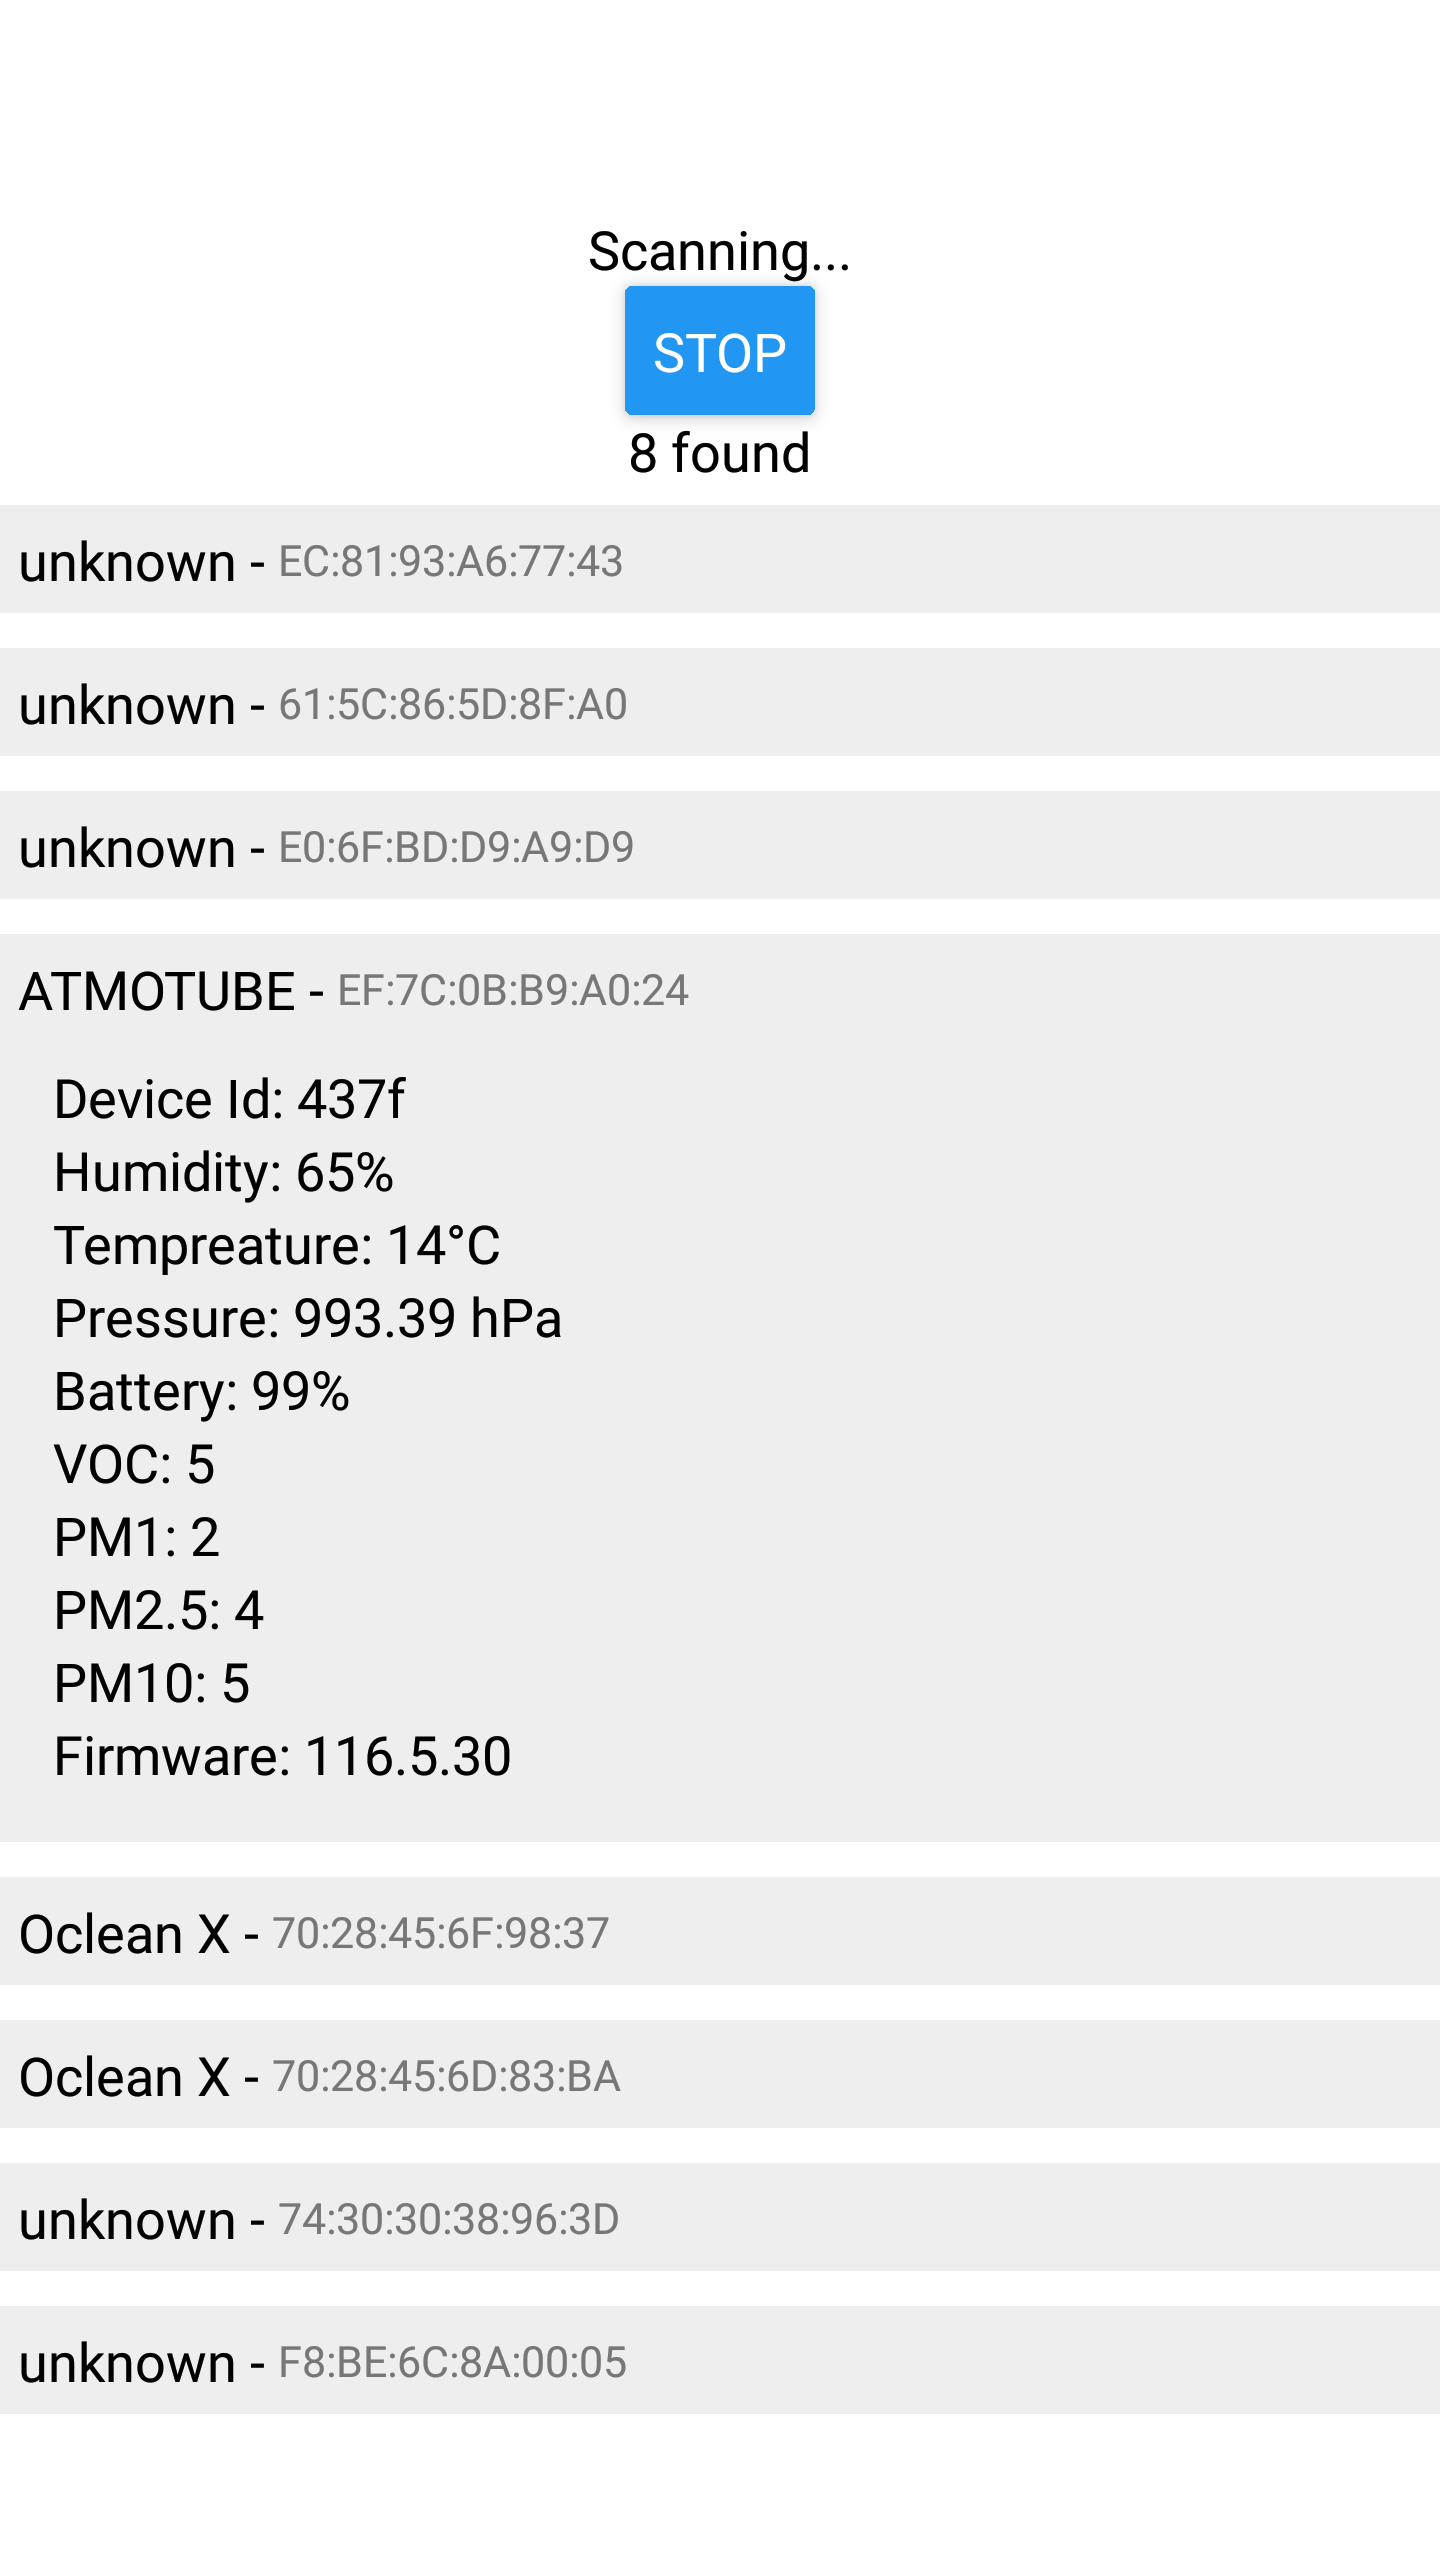 Scanning...
STOP
8 found
unknown - EC:81:93:A6:77:43
unknown - 61:5C:86:5D:8F:A0
unknown - E0:6F:BD:D9:A9:D9
ATMOTUBE - EF:7C:0B:B9:A0:24
Device Id: 437f
Humidity: 65%
Tempreature: 14°C
Pressure: 993.39 hPa
Battery: 99%
VOC: 5
PM1: 2
PM2.5: 4
PM10: 5
Firmware: 116.5.30
Oclean X - 70:28:45:6F:98:37
Oclean X - 70:28:45:6D:83:BA
unknown - 74:30:30:38:96:3D
unknown - F8:BE:6C:8A:00:05